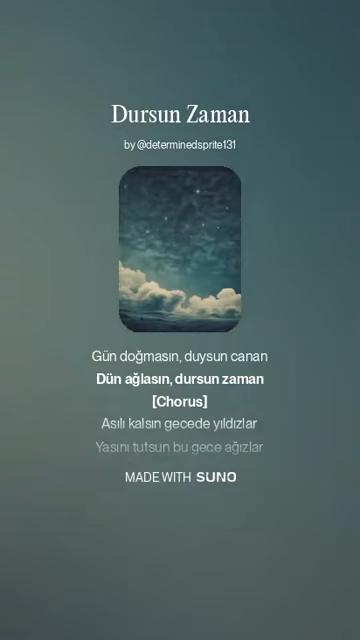 Dursun Zaman
by @determinedsprite131
Gün doğmasın, duysun canan
Dün ağlasın, dursun zaman
[Chorus]
Asılı kalsın gecede yıldızlar
Yasını tutsun bu gece ağızlar
MADE WITH SUNO